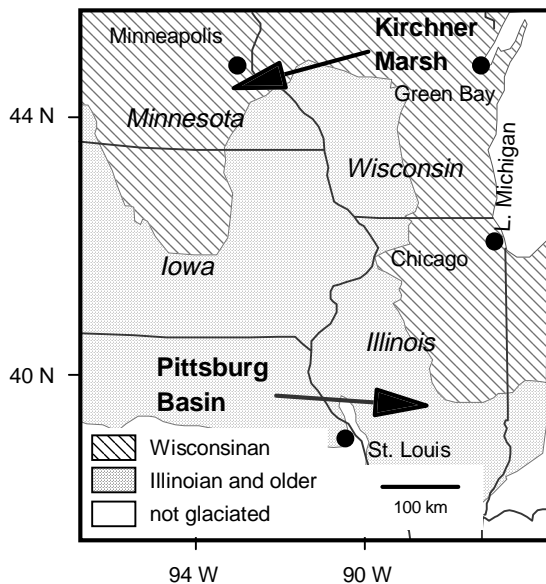 Minneapolis
Kirchner
Marsh
Green Bay
44 N
Minnesota
Wisconsin
L. Michigan
Iowa
Chicago
Illinois
40 N
Pittsburg
Basin
St. Louis
Wisconsinan
Illinoian and older
not glaciated
100 km
94 W
90 W